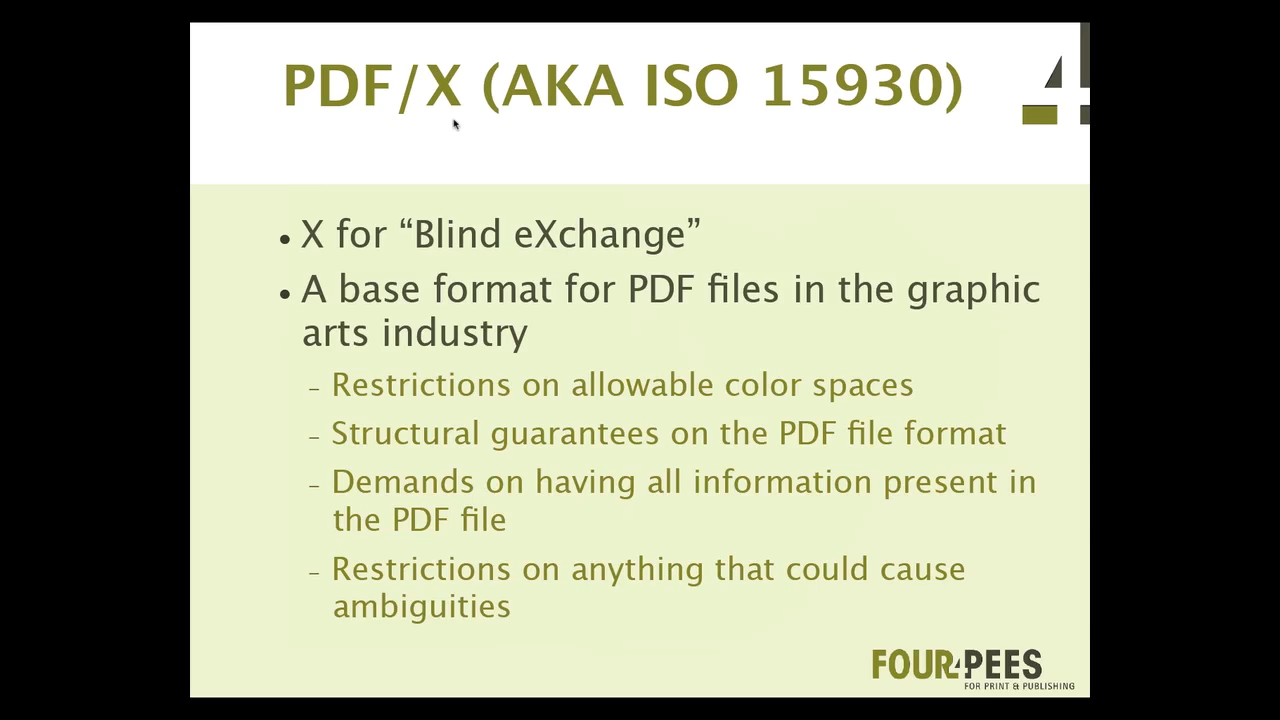 PDF/X (AKA ISO 15930)
4
• X for “Blind eXchange”
• A base format for PDF files in the graphic
arts industry
– Restrictions on allowable color spaces
– Structural guarantees on the PDF file format
– Demands on having all information present in
the PDF file
– Restrictions on anything that could cause
ambiguities
FOUR4PEES
FOR PRINT & PUBLISHING